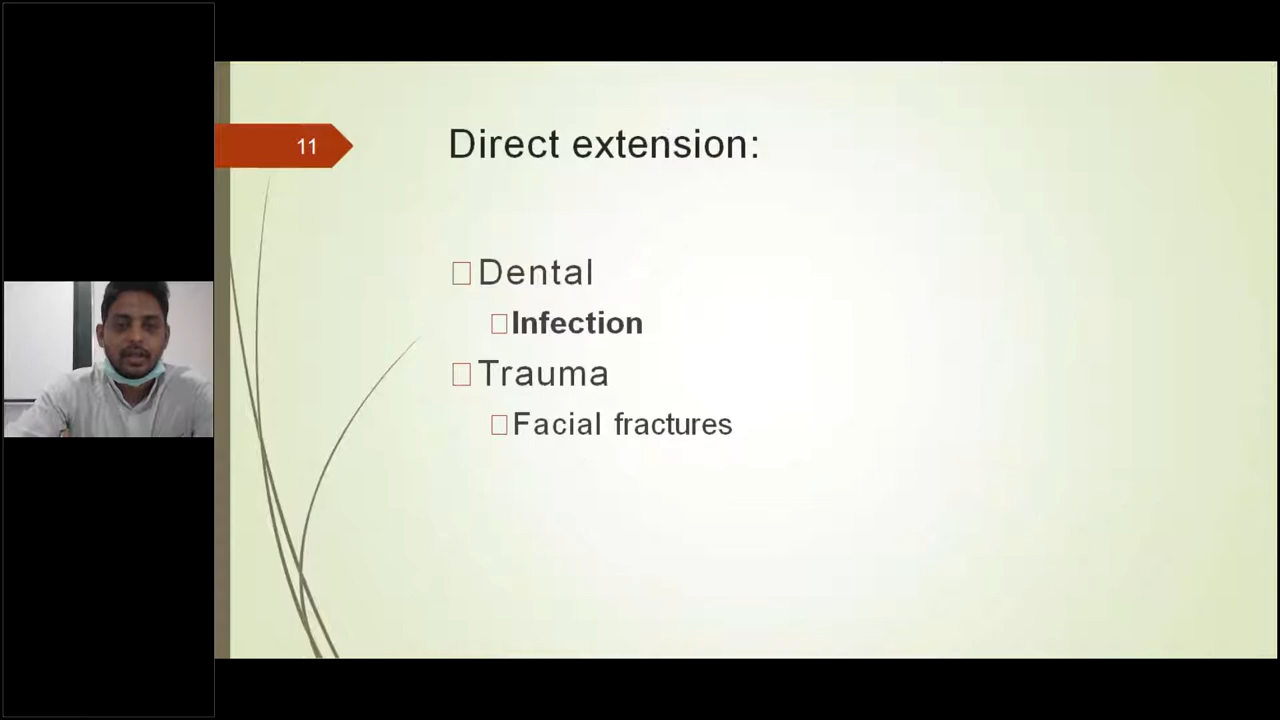 11
Direct extension:
Dental
Infection
Trauma
Facial fractures